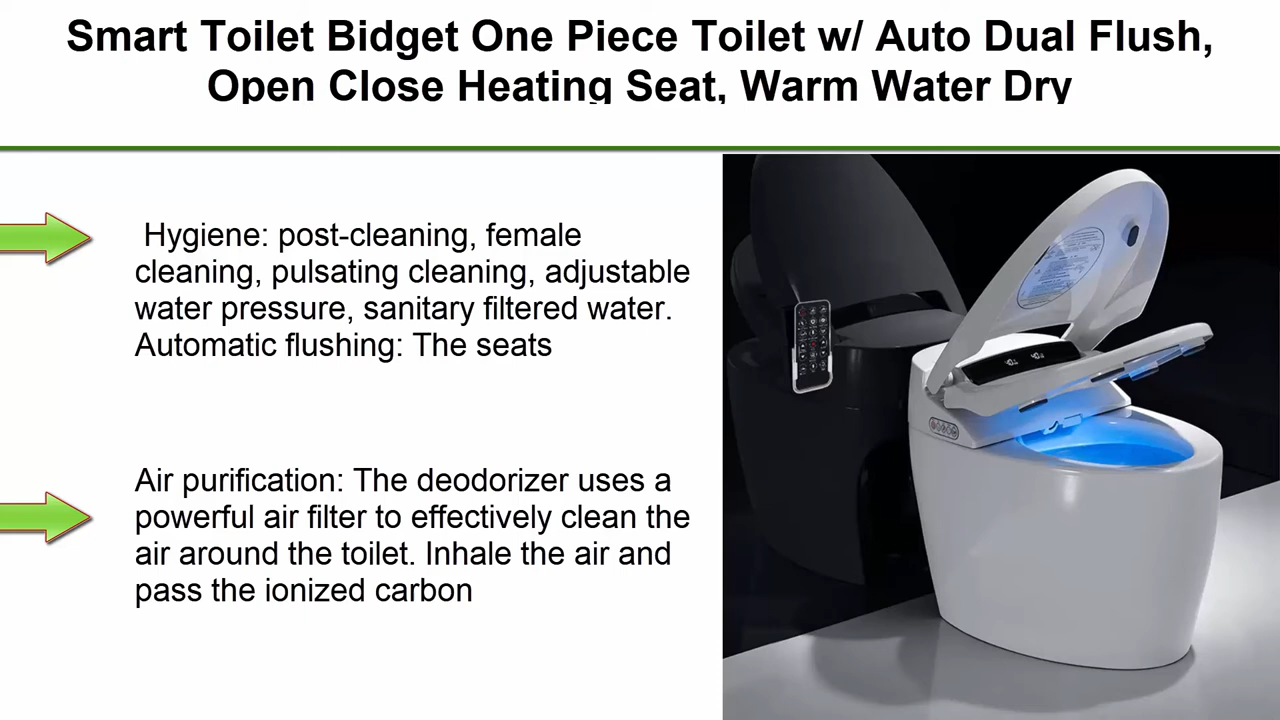 Smart Toilet Bidget One Piece Toilet w/ Auto Dual Flush,
Open Close Heating Seat, Warm Water Dry
Hygiene: post-cleaning, female
cleaning, pulsating cleaning, adjustable
water pressure, sanitary filtered water.
Automatic flushing: The seats
Air purification: The deodorizer uses a
powerful air filter to effectively clean the
air around the toilet. Inhale the air and
pass the ionized carbon